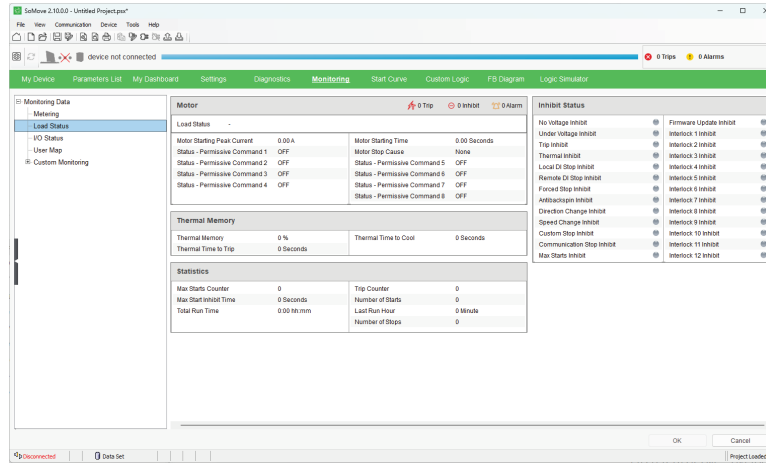 SoMove 2.10.0.0 - Untitled Project.psx*
File View Communication Device Tools Help
device not connected
0 Trips 0 Alarms
My Device Parameters List My Dashboard Settings Diagnostics Monitoring Start Curve Custom Logic FB Diagram Logic Simulator
Monitoring Data
Metering
Load Status
I/O Status
User Map
Custom Monitoring
Motor 0 Trip 0 Inhibit 0 Alarm
Load Status -
Motor Starting Peak Current 0.00 A Motor Starting Time 0.00 Seconds
Status - Permissive Command 1 OFF Motor Stop Cause None
Status - Permissive Command 2 OFF Status - Permissive Command 5 OFF
Status - Permissive Command 3 OFF Status - Permissive Command 6 OFF
Status - Permissive Command 4 OFF Status - Permissive Command 7 OFF
Status - Permissive Command 8 OFF
Thermal Memory
Thermal Memory 0 % Thermal Time to Cool 0 Seconds
Thermal Time to Trip 0 Seconds
Statistics
Max Starts Counter 0 Trip Counter 0
Max Start Inhibit Time 0 Seconds Number of Starts 0
Total Run Time 0:00 hh:mm Last Run Hour 0 Minute
Number of Stops 0
Inhibit Status
No Voltage Inhibit Firmware Update Inhibit
Under Voltage Inhibit Interlock 1 Inhibit
Trip Inhibit Interlock 2 Inhibit
Thermal Inhibit Interlock 3 Inhibit
Local DI Stop Inhibit Interlock 4 Inhibit
Remote DI Stop Inhibit Interlock 5 Inhibit
Forced Stop Inhibit Interlock 6 Inhibit
Antibackspin Inhibit Interlock 7 Inhibit
Direction Change Inhibit Interlock 8 Inhibit
Speed Change Inhibit Interlock 9 Inhibit
Custom Stop Inhibit Interlock 10 Inhibit
Communication Stop Inhibit Interlock 11 Inhibit
Max Starts Inhibit Interlock 12 Inhibit
OK Cancel
Disconnected Data Set Project Loaded